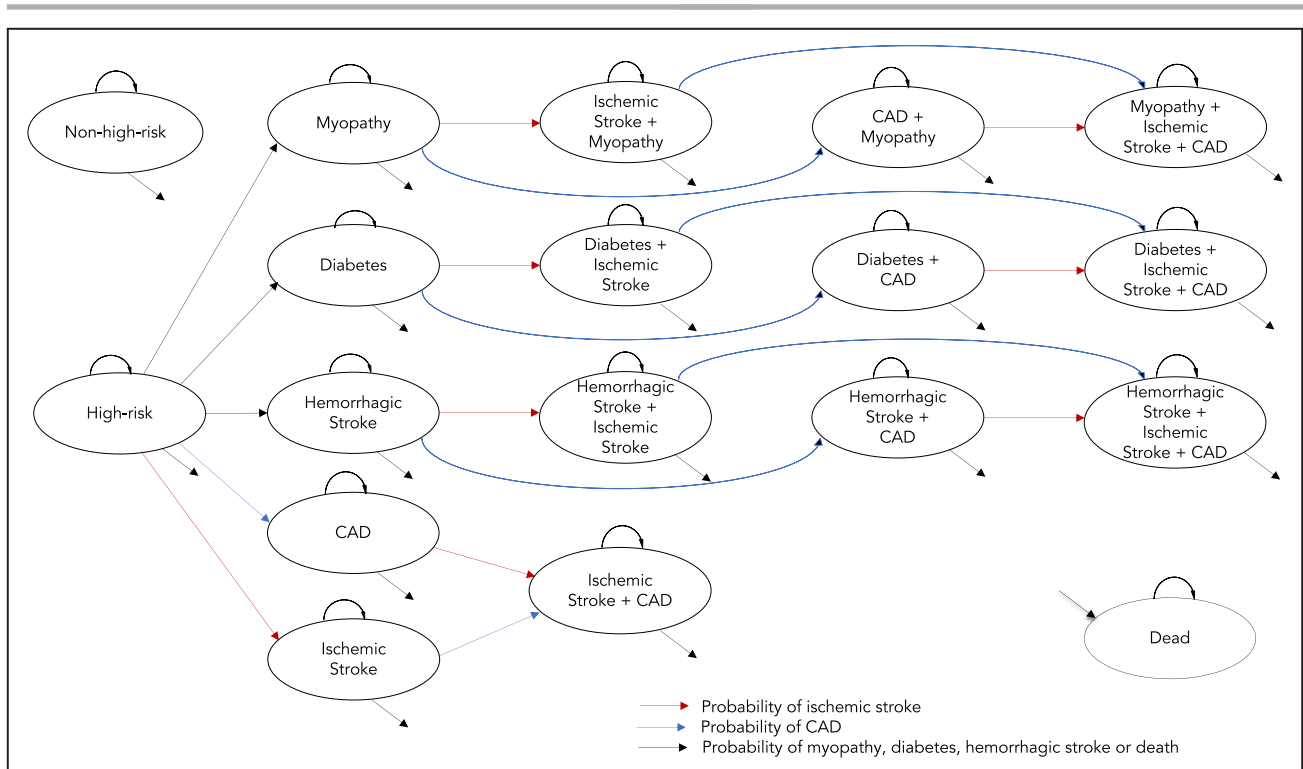 Non-high-risk
Myopathy
Ischemic
Stroke +
Myopathy
CAD +
Myopathy
Myopathy +
Ischemic
Stroke + CAD
Diabetes
Diabetes +
Ischemic
Stroke
Diabetes +
CAD
Diabetes +
Ischemic
Stroke + CAD
High-risk
Hemorrhagic
Stroke
Hemorrhagic
Stroke +
Ischemic
Stroke
Hemorrhagic
Stroke +
CAD
Hemorrhagic
Stroke +
Ischemic
Stroke + CAD
CAD
Ischemic
Stroke + CAD
Ischemic
Stroke
Dead
Probability of ischemic stroke
Probability of CAD
Probability of myopathy, diabetes, hemorrhagic stroke or death